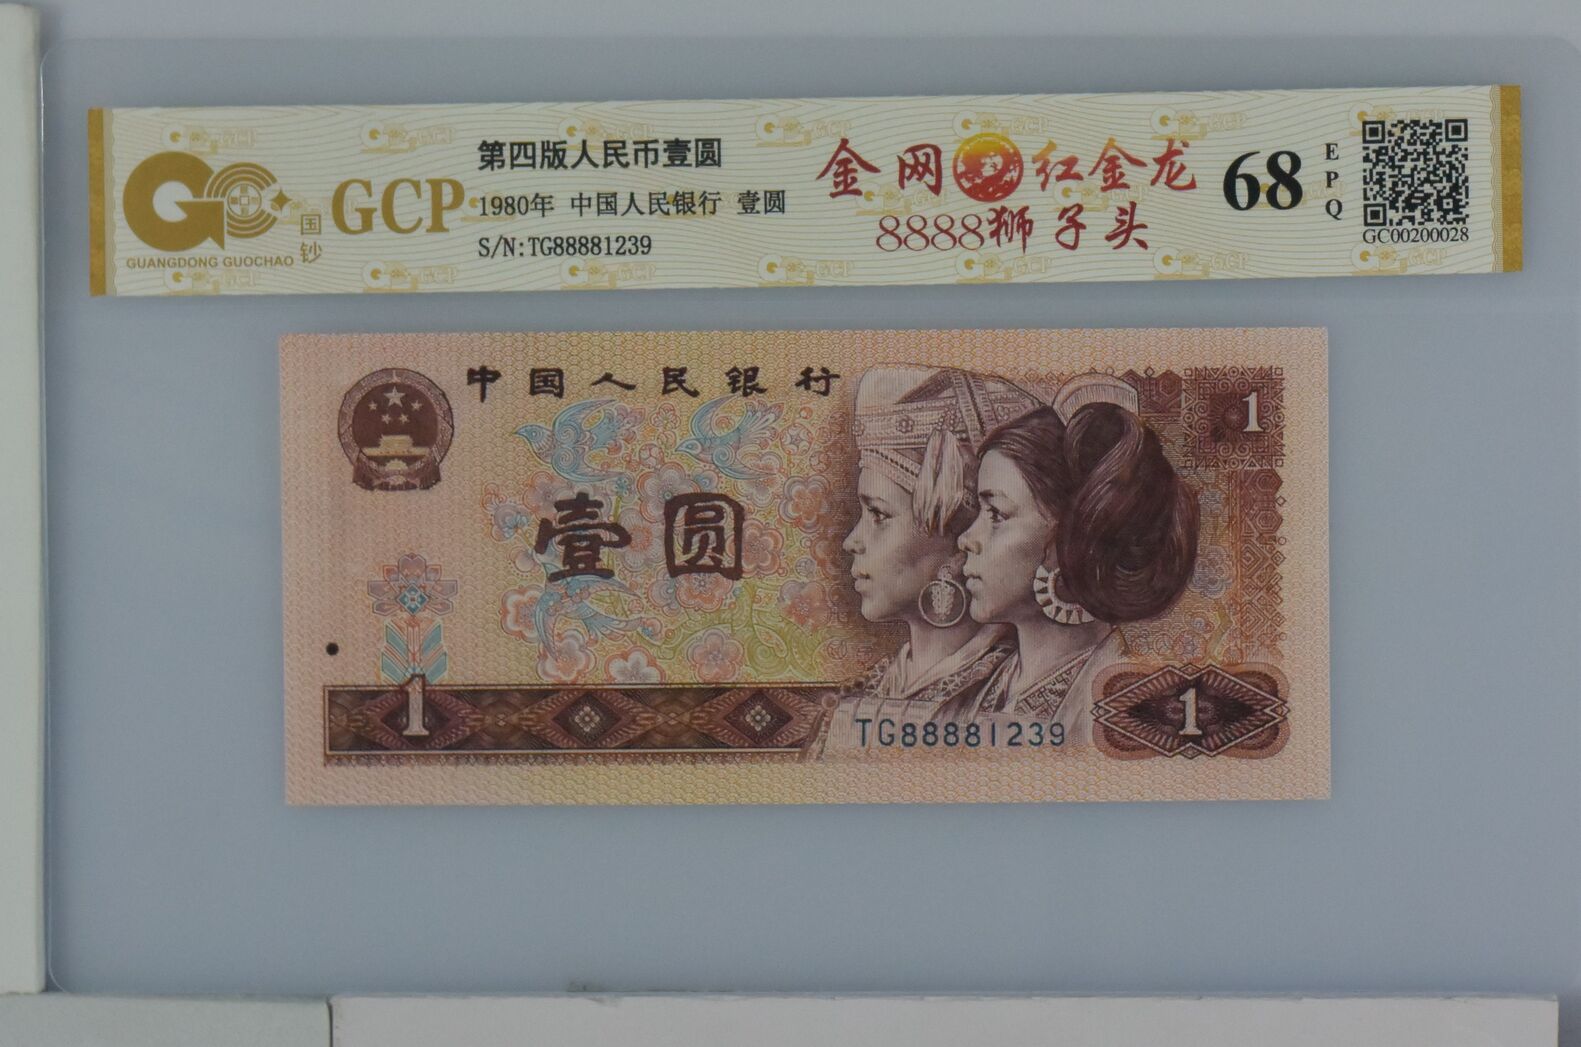 GCP
国钞
GUANGDONG GUOCHAO
第四版人民币壹圆
1980年 中国人民银行 壹圆
S/N:TG88881239
金网 红金龙
8888狮子头
68
EPQ
GC00200028
中国人民银行
1
壹圆
1
TG88881239
1